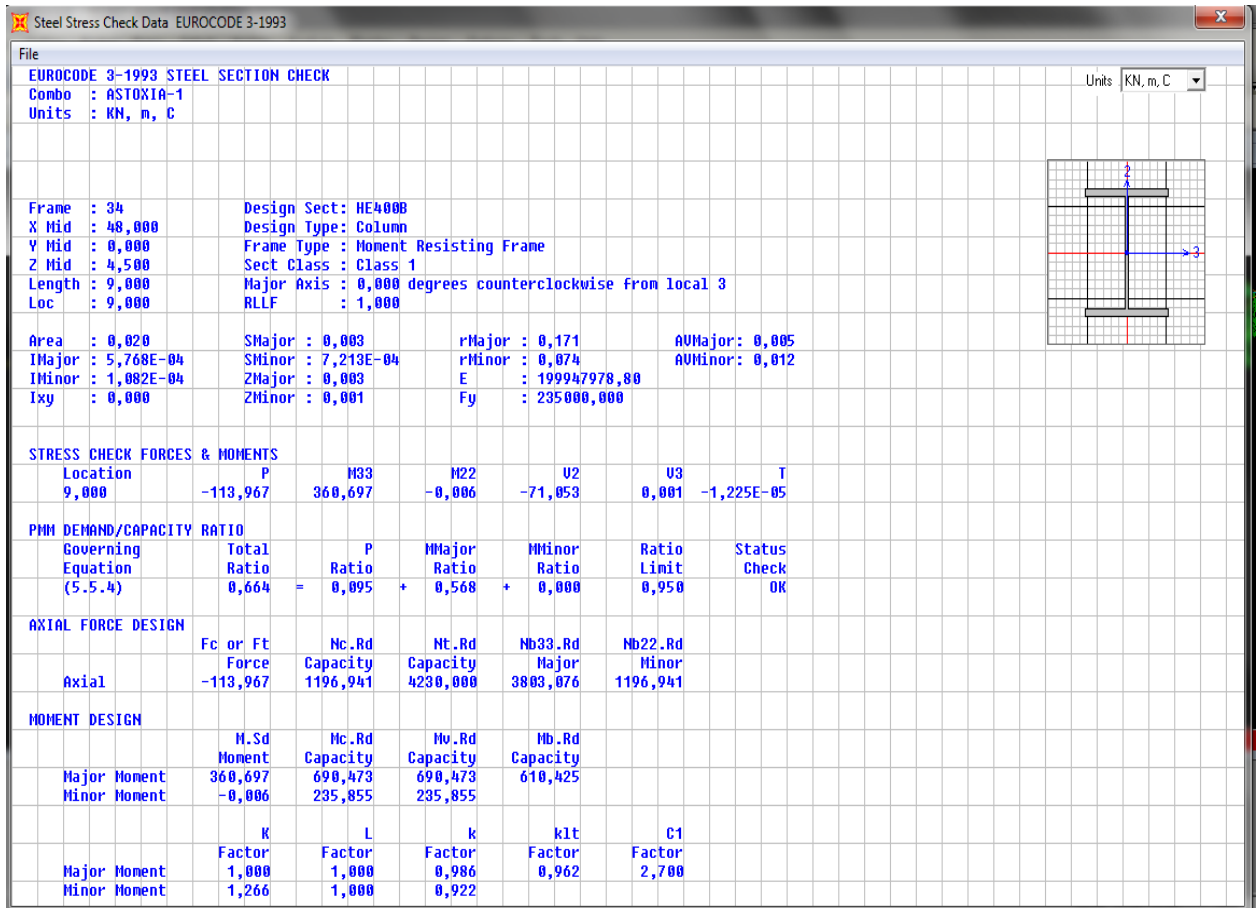 Steel Stress Check Data EUROCODE 3-1993
x
File
EUROCODE 3-1993 STEEL SECTION CHECK
Units KN, m, C
Combo : ASTOXIA-1
Units : KN, m, C
2
3
Frame : 34 Design Sect: HE400B
X Mid : 48,000 Design Type: Column
Y Mid : 0,000 Frame Type : Moment Resisting Frame
Z Mid : 4,500 Sect Class : Class 1
Length : 9,000 Major Axis : 0,000 degrees counterclockwise from local 3
Loc : 9,000 RLLF : 1,000
Area : 0,020 SMajor : 0,003 rMajor : 0,171 AVMajor: 0,005
IMajor : 5,768E-04 SMinor : 7,213E-04 rMinor : 0,074 AVMinor: 0,012
IMinor : 1,082E-04 ZMajor : 0,003 E : 199947978,80
Ixy : 0,000 ZMinor : 0,001 Fy : 235000,000
STRESS CHECK FORCES & MOMENTS
Location P M33 M22 V2 V3 T
9,000 -113,967 360,697 -0,006 -71,053 0,001 -1,225E-05
PMM DEMAND/CAPACITY RATIO
Governing Total P MMajor MMinor Ratio Status
Equation Ratio Ratio Ratio Ratio Limit Check
(5.5.4) 0,664 = 0,095 + 0,568 + 0,000 0,950 OK
AXIAL FORCE DESIGN
Fc or Ft Nc.Rd Nt.Rd Nb33.Rd Nb22.Rd
Force Capacity Capacity Major Minor
Axial -113,967 1196,941 4230,000 3803,076 1196,941
MOMENT DESIGN
M.Sd Mc.Rd Mv.Rd Mb.Rd
Moment Capacity Capacity Capacity
Major Moment 360,697 690,473 690,473 610,425
Minor Moment -0,006 235,855 235,855
K L k klt C1
Factor Factor Factor Factor Factor
Major Moment 1,000 1,000 0,986 0,962 2,700
Minor Moment 1,266 1,000 0,922